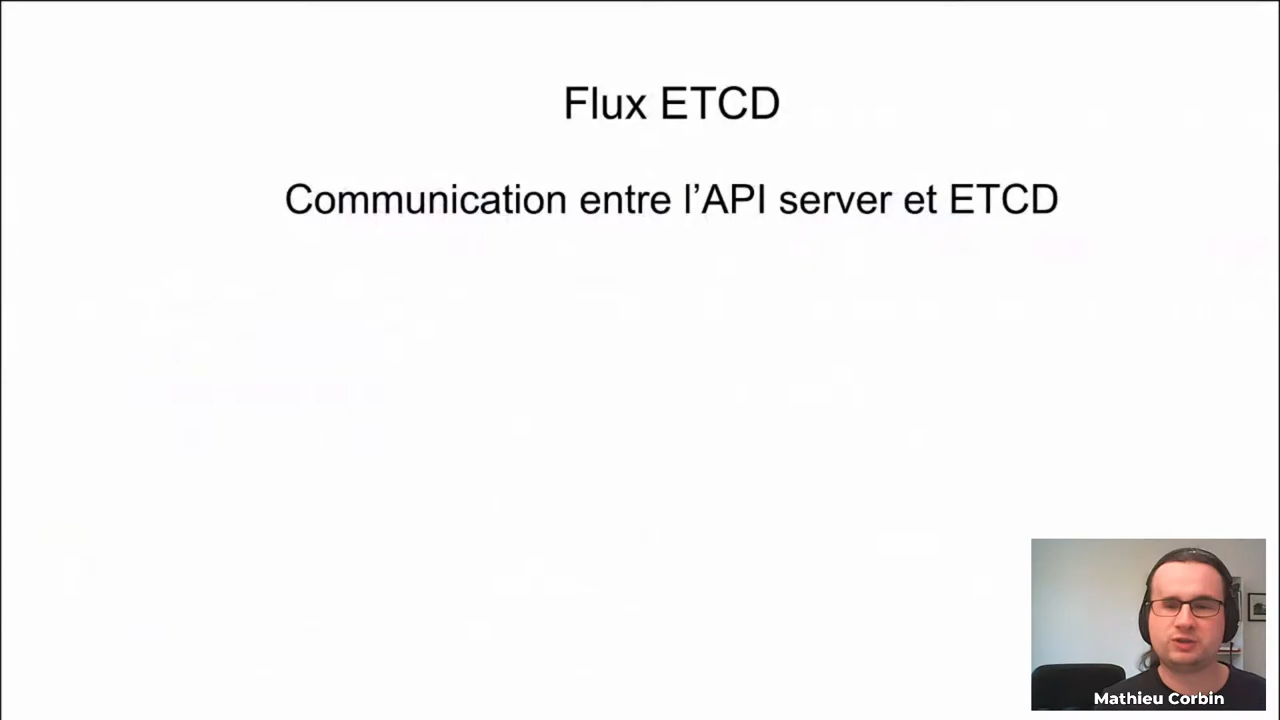 Flux ETCD
Communication entre l’API server et ETCD
Mathieu Corbin